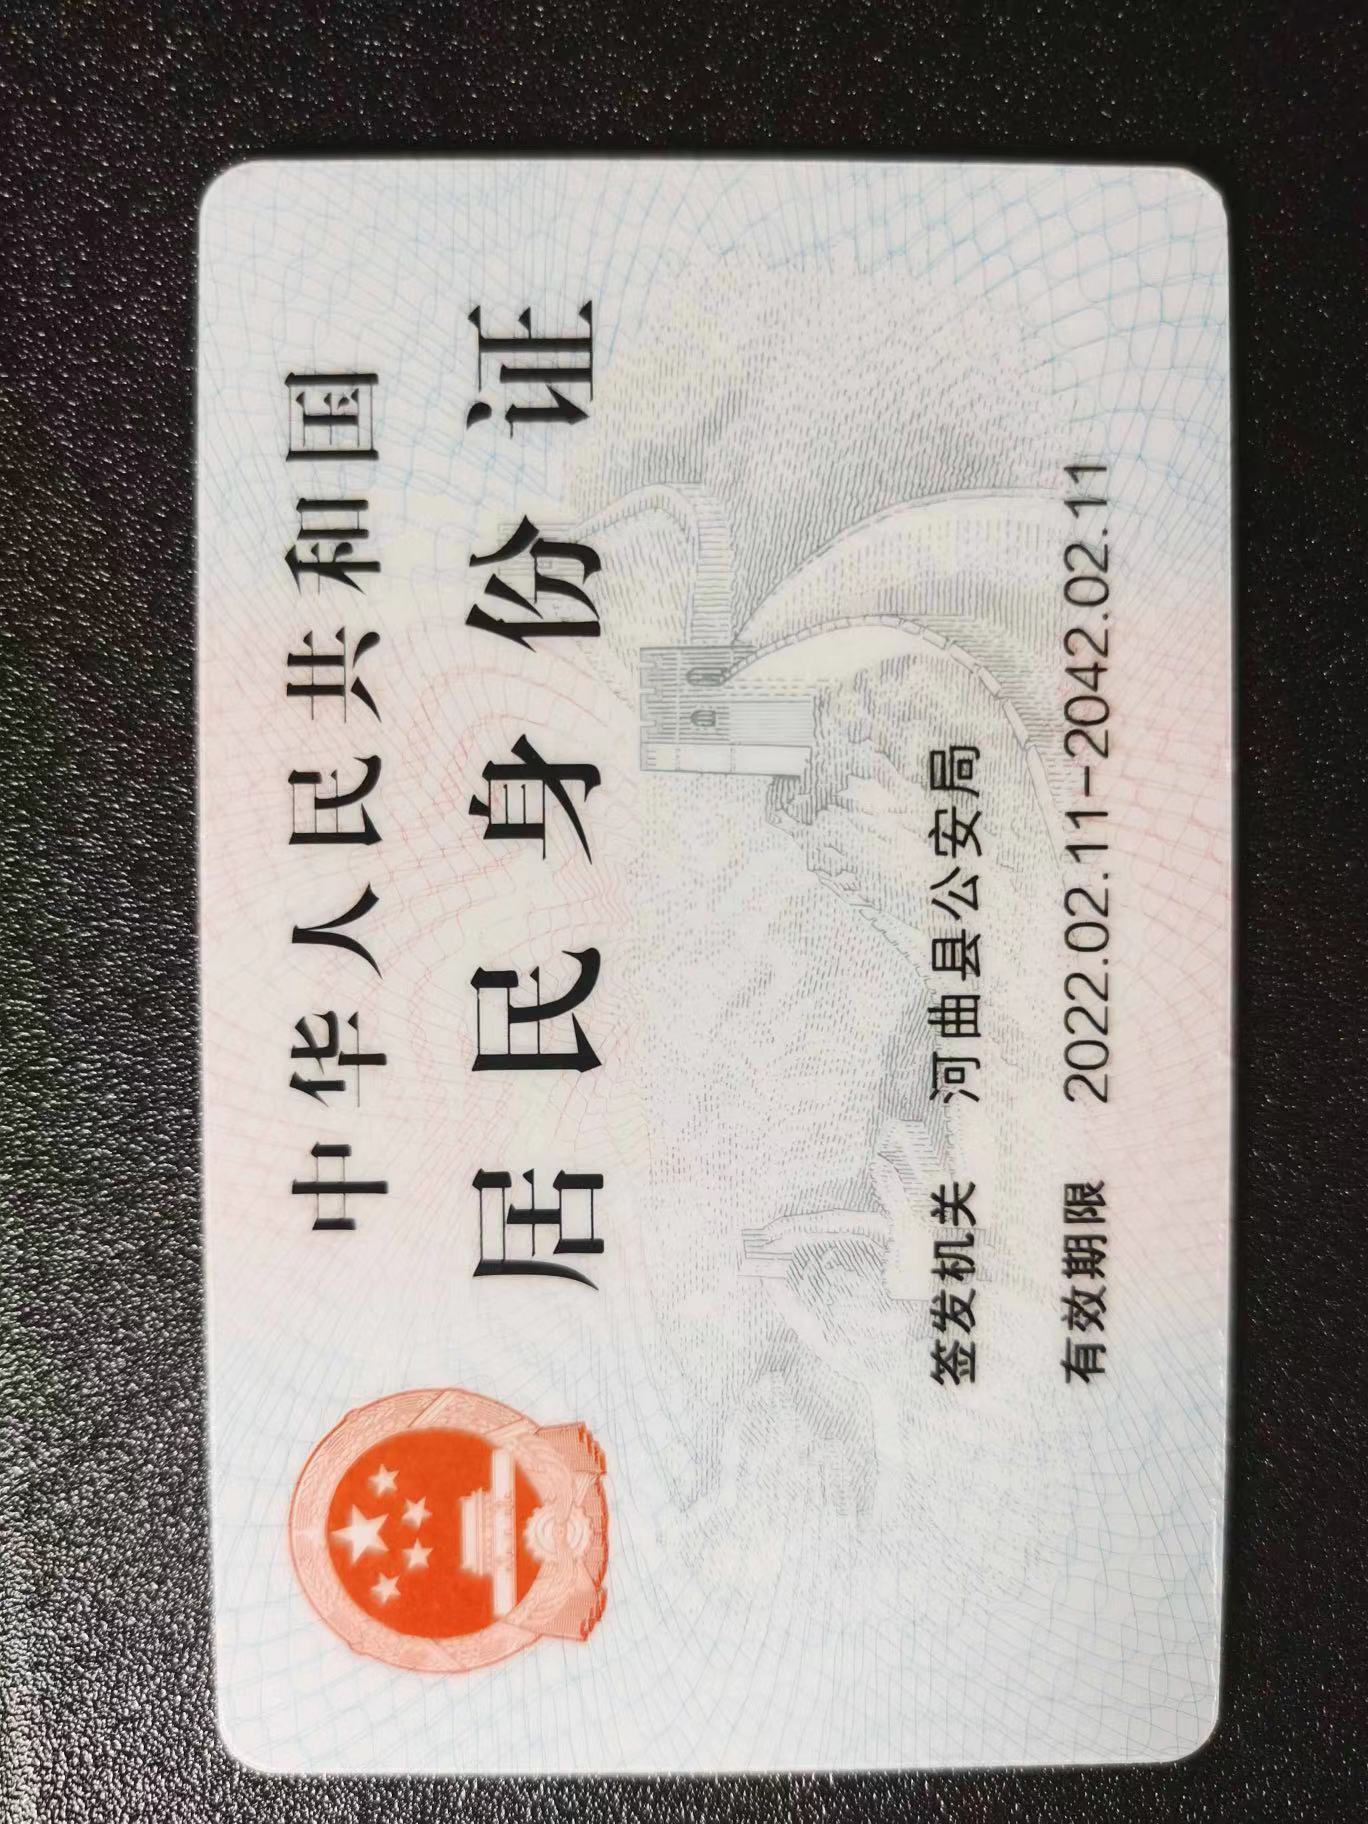 中华人民共和国
居民身份证
签发机关 河曲县公安局
有效期限 2022.02.11-2042.02.11